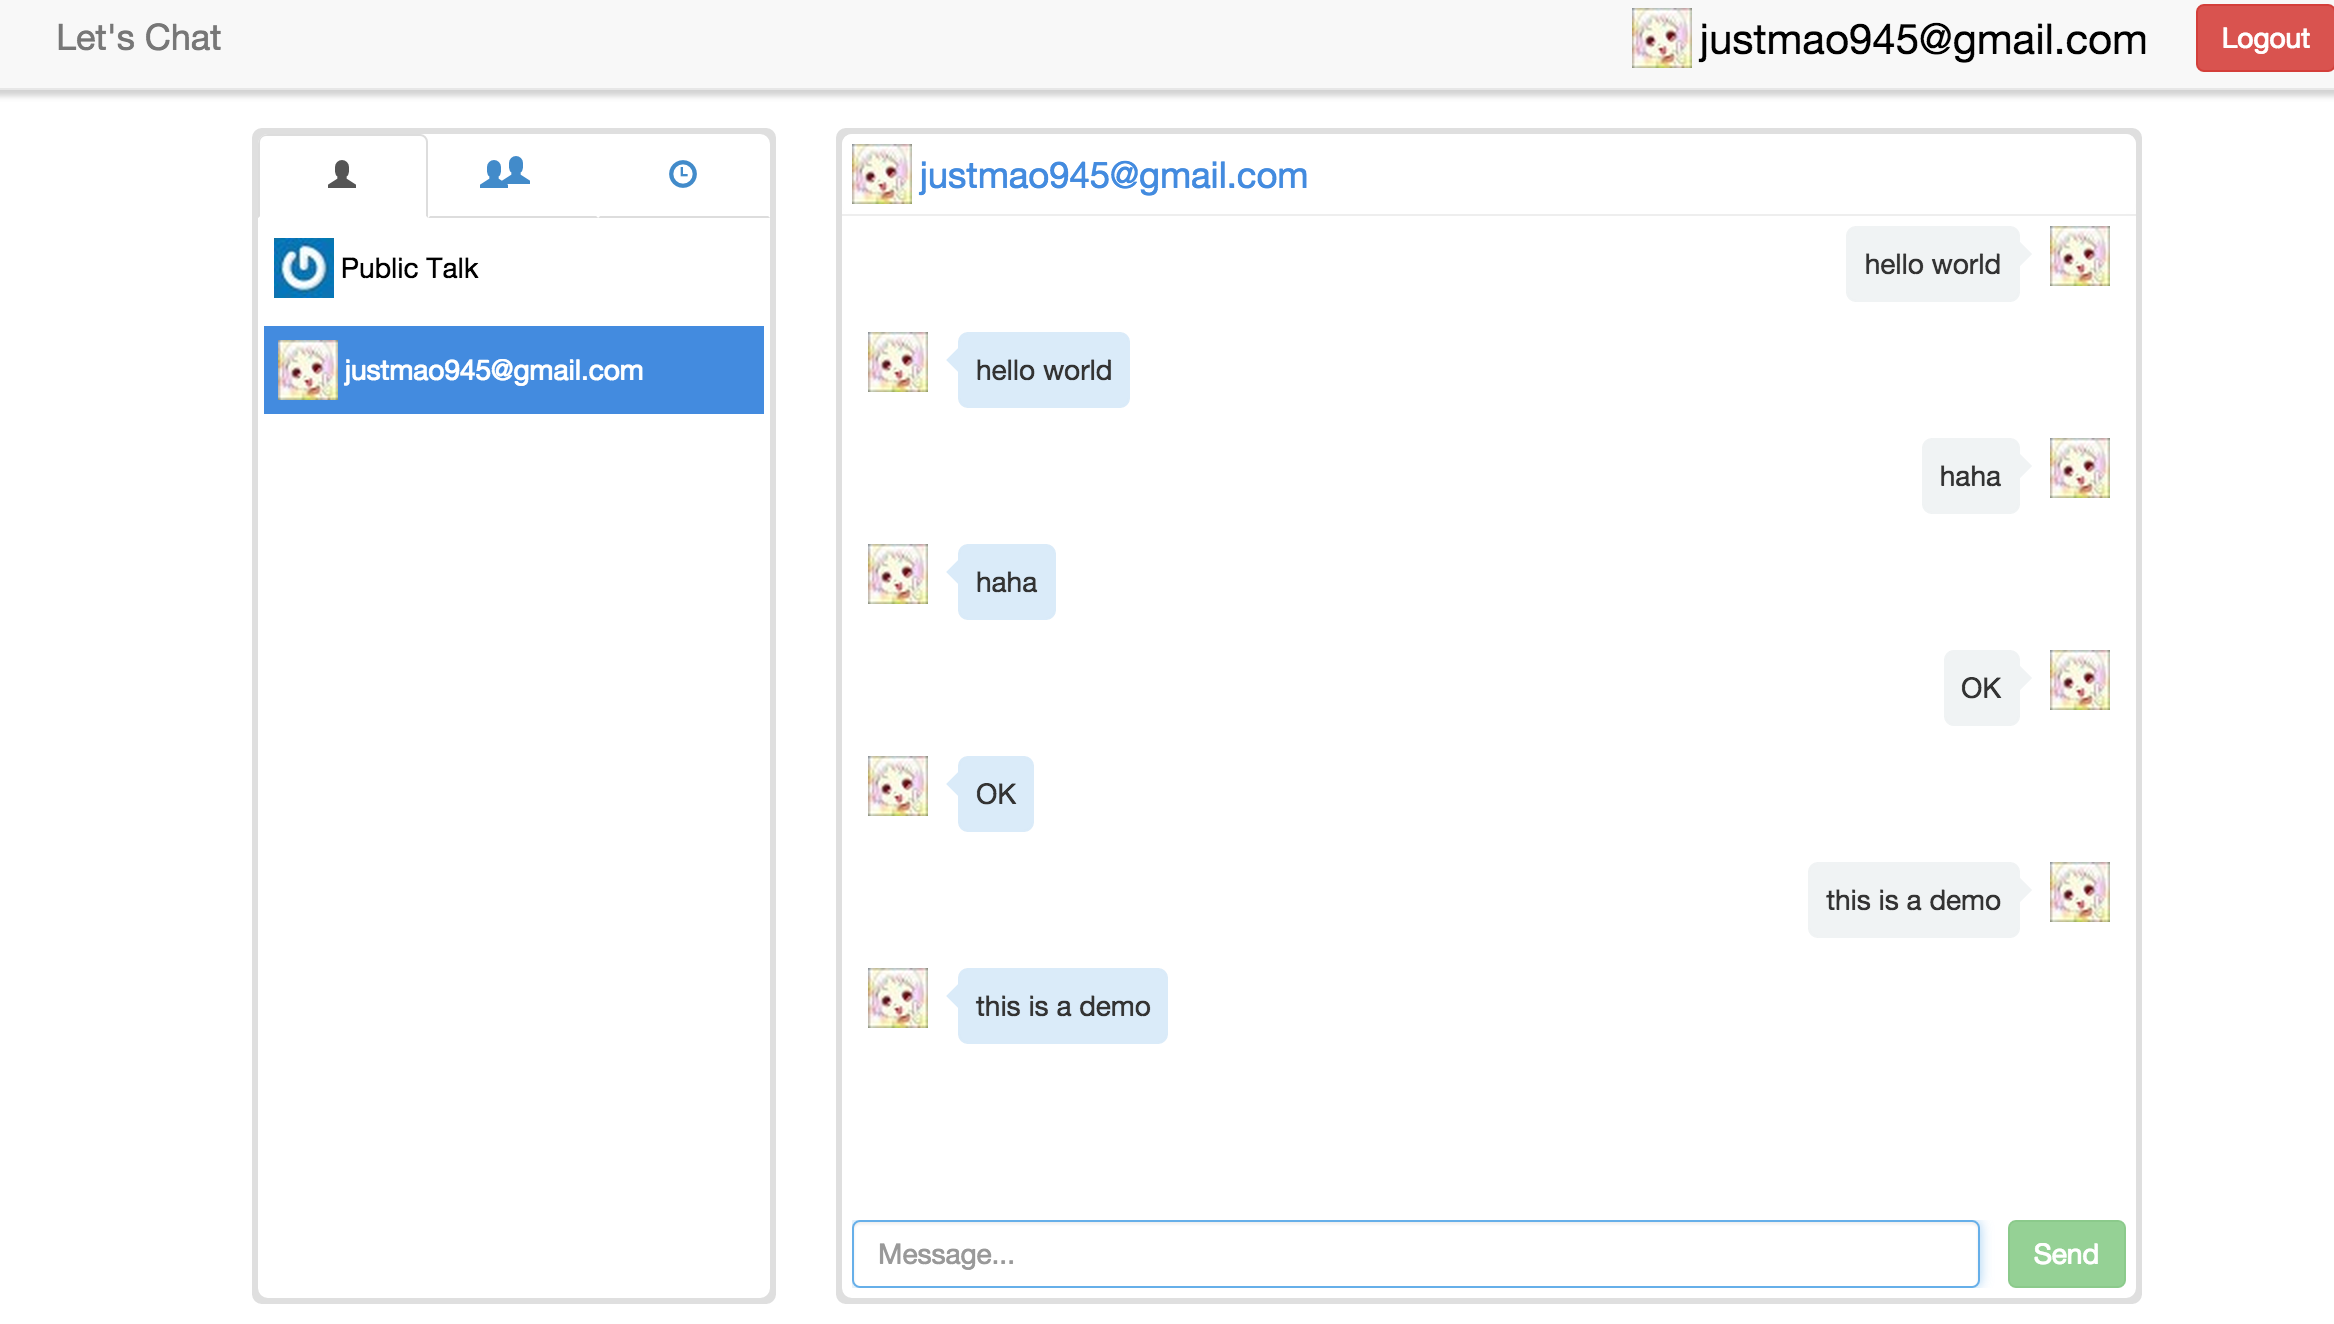 Let's Chat
justmao945@gmail.com
Logout
Public Talk
justmao945@gmail.com
justmao945@gmail.com
hello world
hello world
haha
haha
OK
OK
this is a demo
this is a demo
Message...
Send